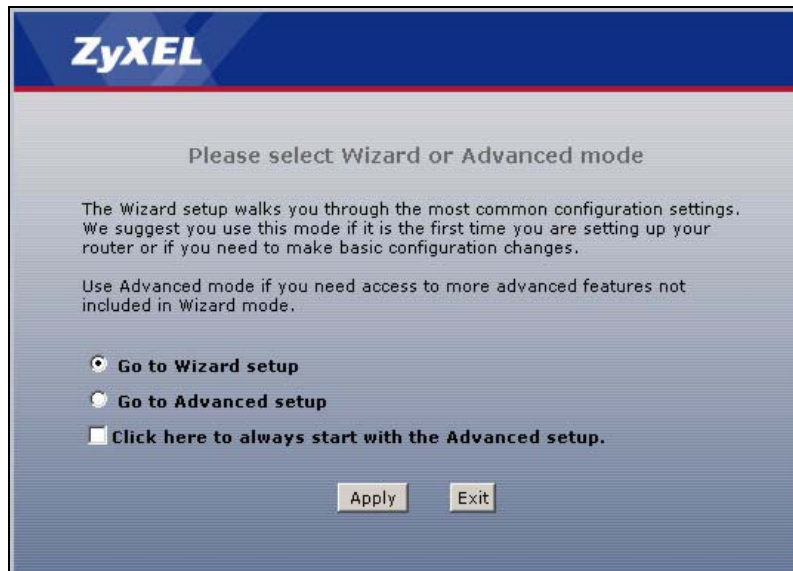 ZyXEL
Please select Wizard or Advanced mode
The Wizard setup walks you through the most common configuration settings.
We suggest you use this mode if it is the first time you are setting up your
router or if you need to make basic configuration changes.
Use Advanced mode if you need access to more advanced features not
included in Wizard mode.
Go to Wizard setup
Go to Advanced setup
Click here to always start with the Advanced setup.
Apply Exit